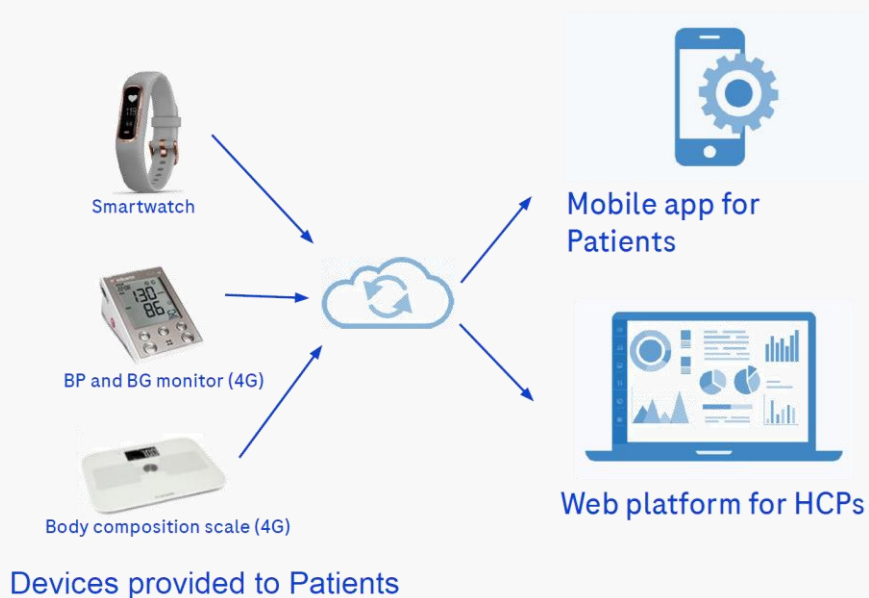 Smartwatch
130
86
BP and BG monitor (4G)
Body composition scale (4G)
Devices provided to Patients
Mobile app for
Patients
Web platform for HCPs